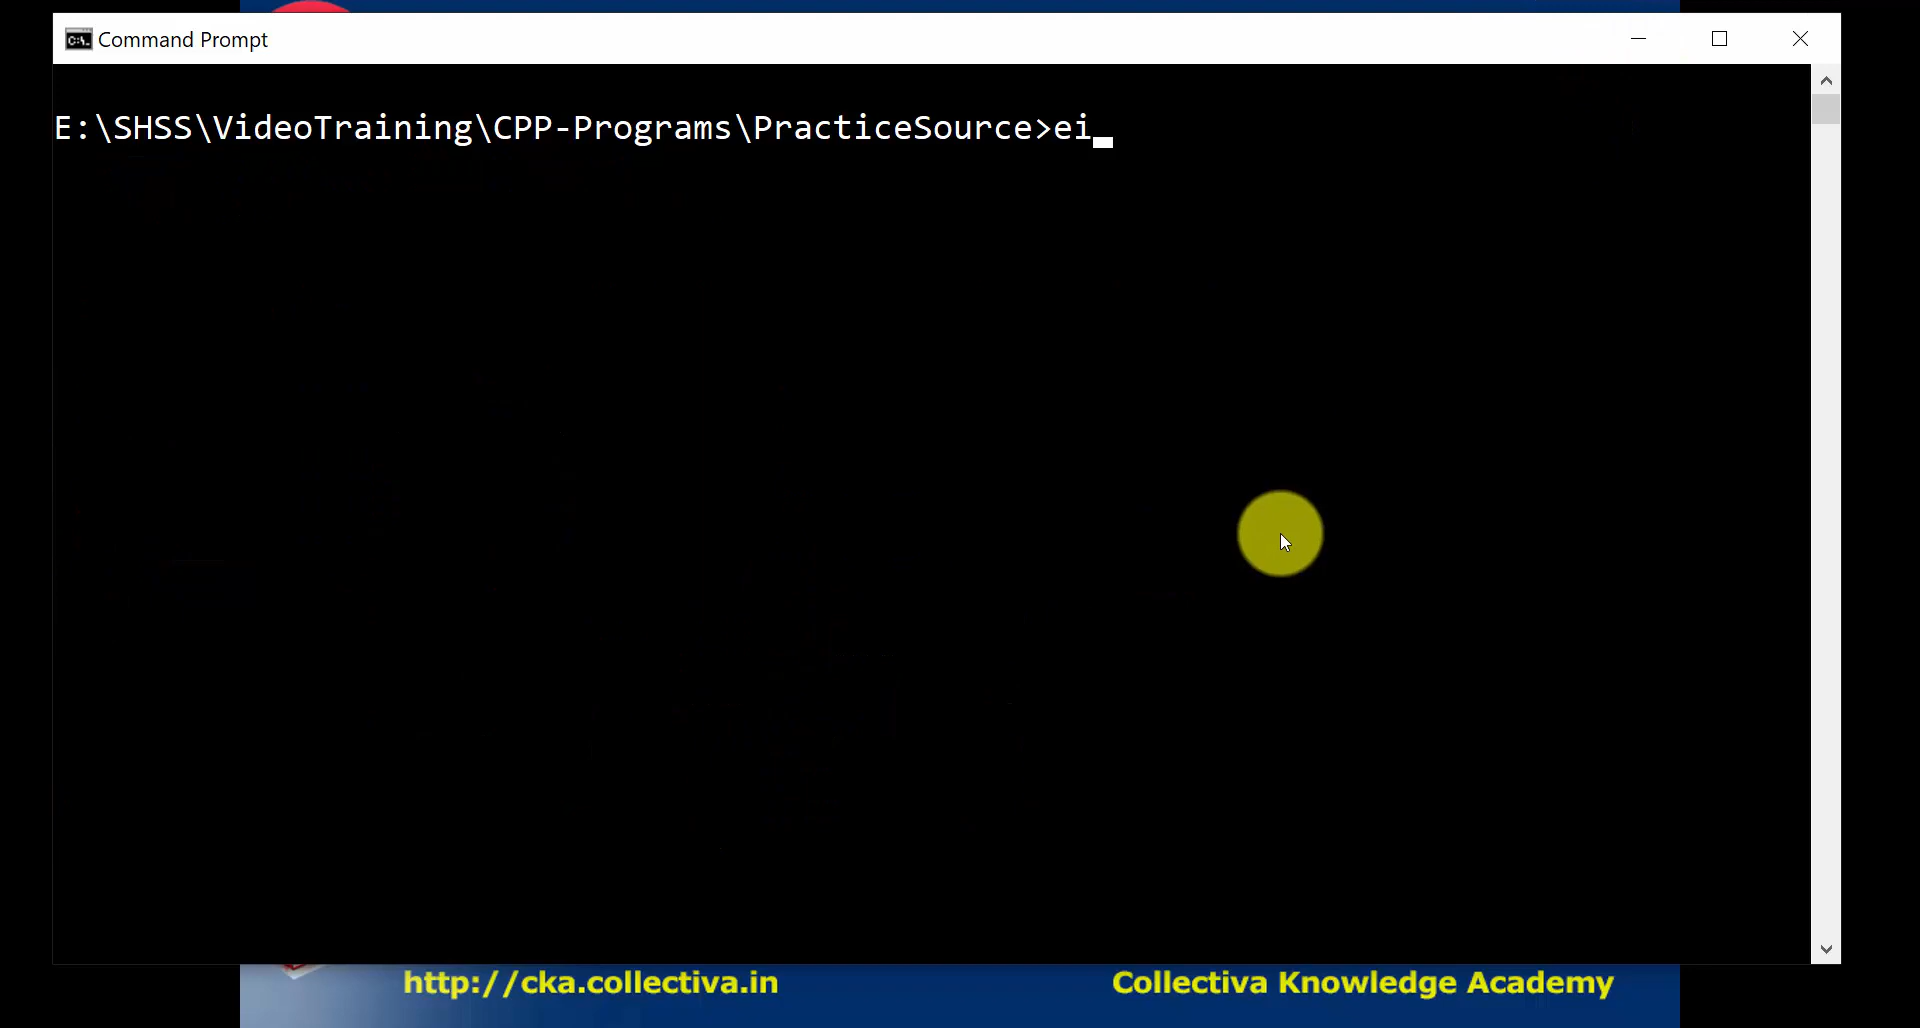 Command Prompt
E:\SHSS\VideoTraining\CPP-Programs\PracticeSource>ei
http://cka.collectiva.in
Collectiva Knowledge Academy